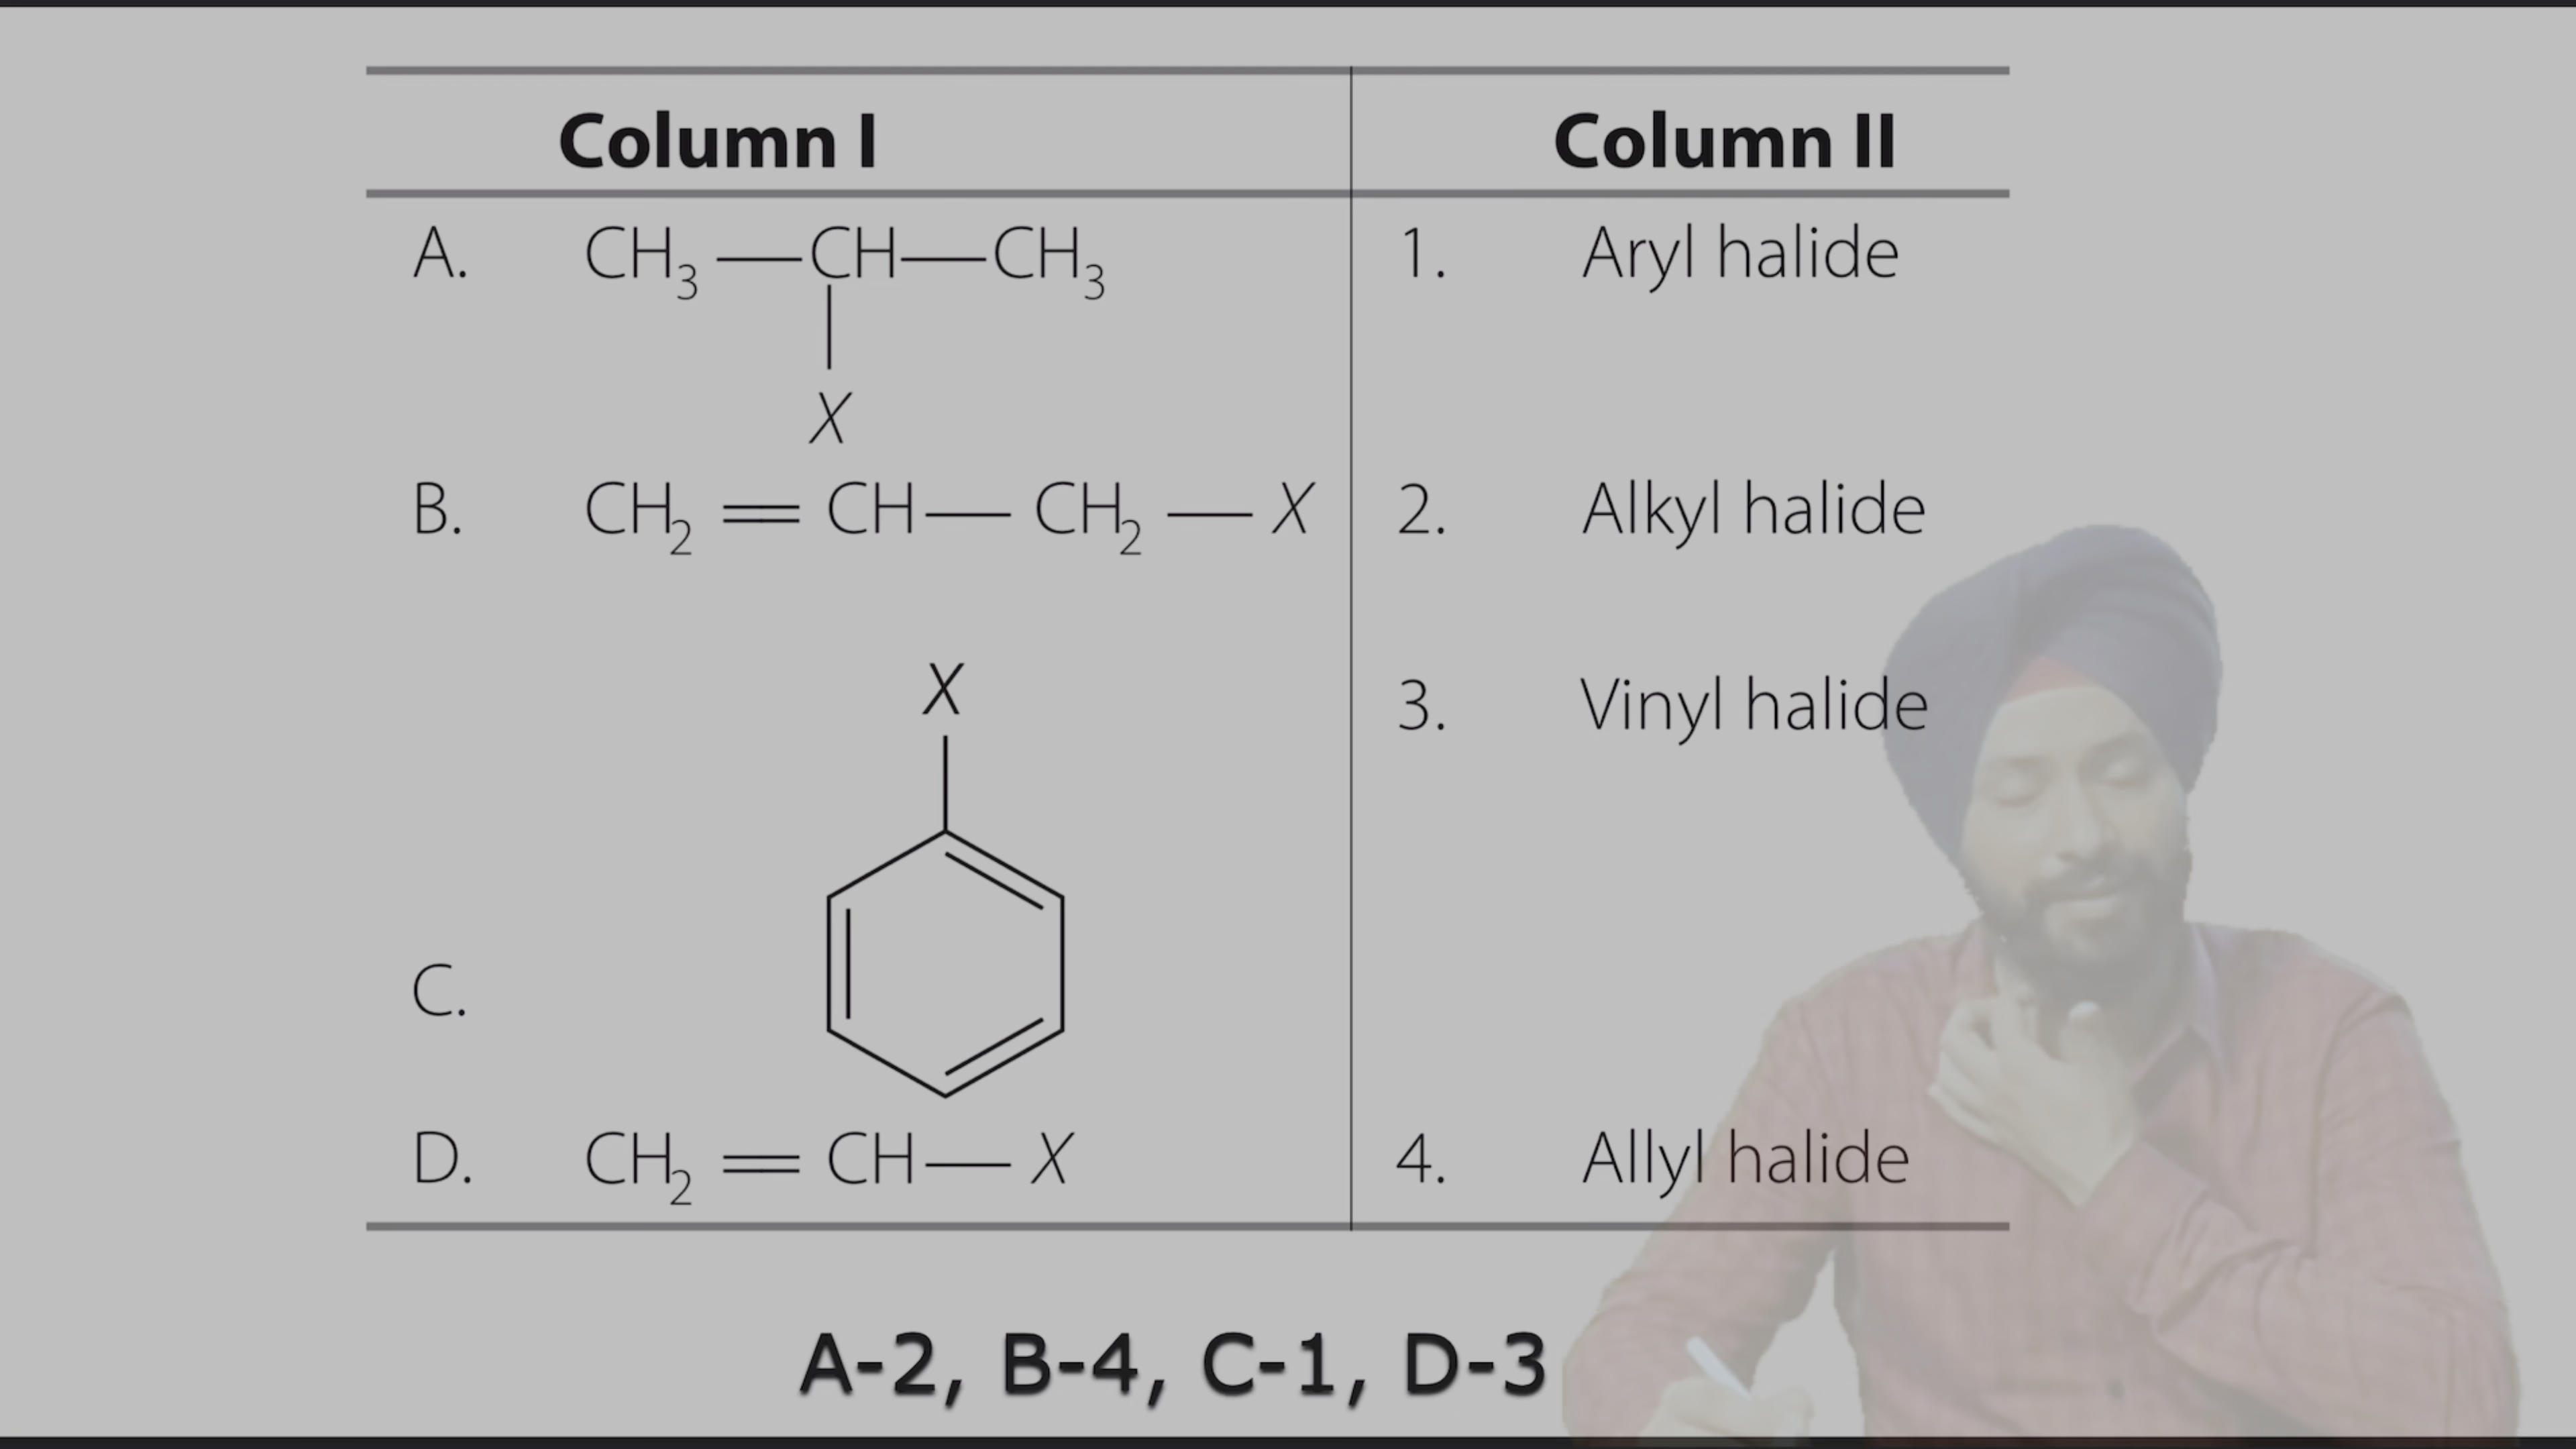 Column I Column II
A. CH3—CH—CH3 1. Aryl halide
X
B. CH2=CH—CH2—X 2. Alkyl halide
X
3. Vinyl halide
C.
D. CH2=CH—X 4. Allyl halide
A-2, B-4, C-1, D-3